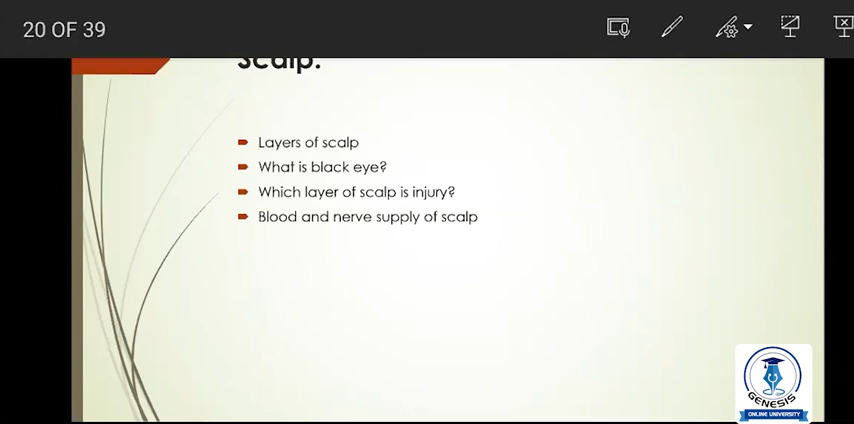 20 OF 39
Scalp:
Layers of scalp
What is black eye?
Which layer of scalp is injury?
Blood and nerve supply of scalp
GENESIS
ONLINE UNIVERSITY